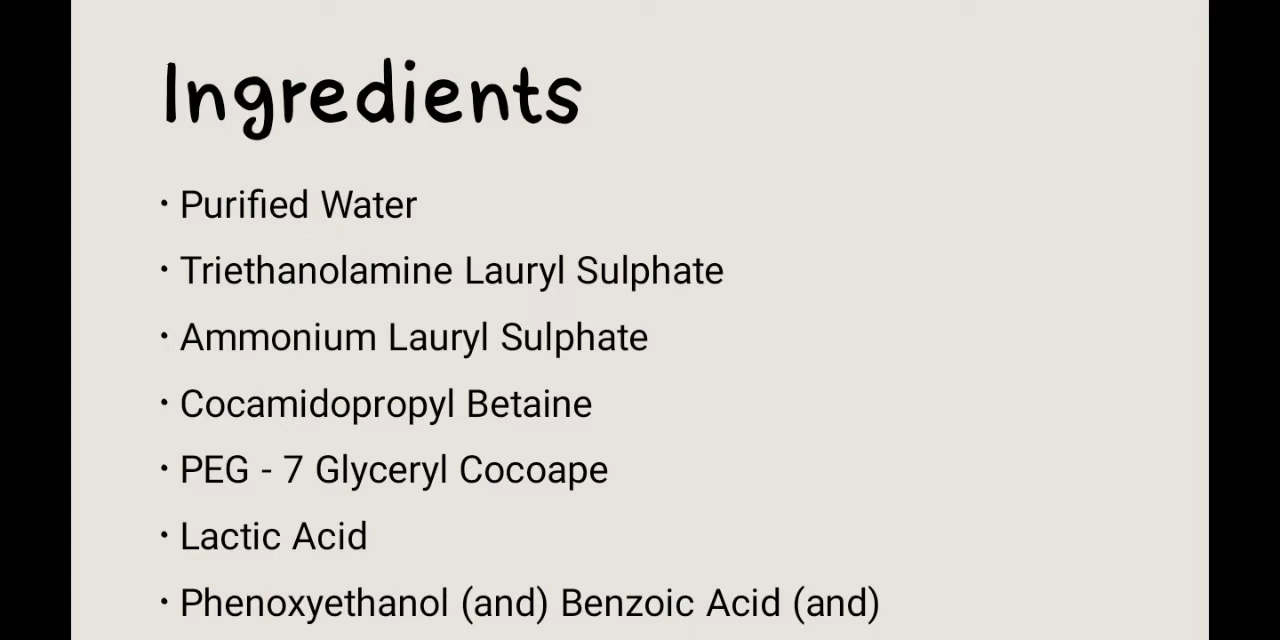 Ingredients
· Purified Water
· Triethanolamine Lauryl Sulphate
· Ammonium Lauryl Sulphate
· Cocamidopropyl Betaine
· PEG - 7 Glyceryl Cocoape
· Lactic Acid
· Phenoxyethanol (and) Benzoic Acid (and)